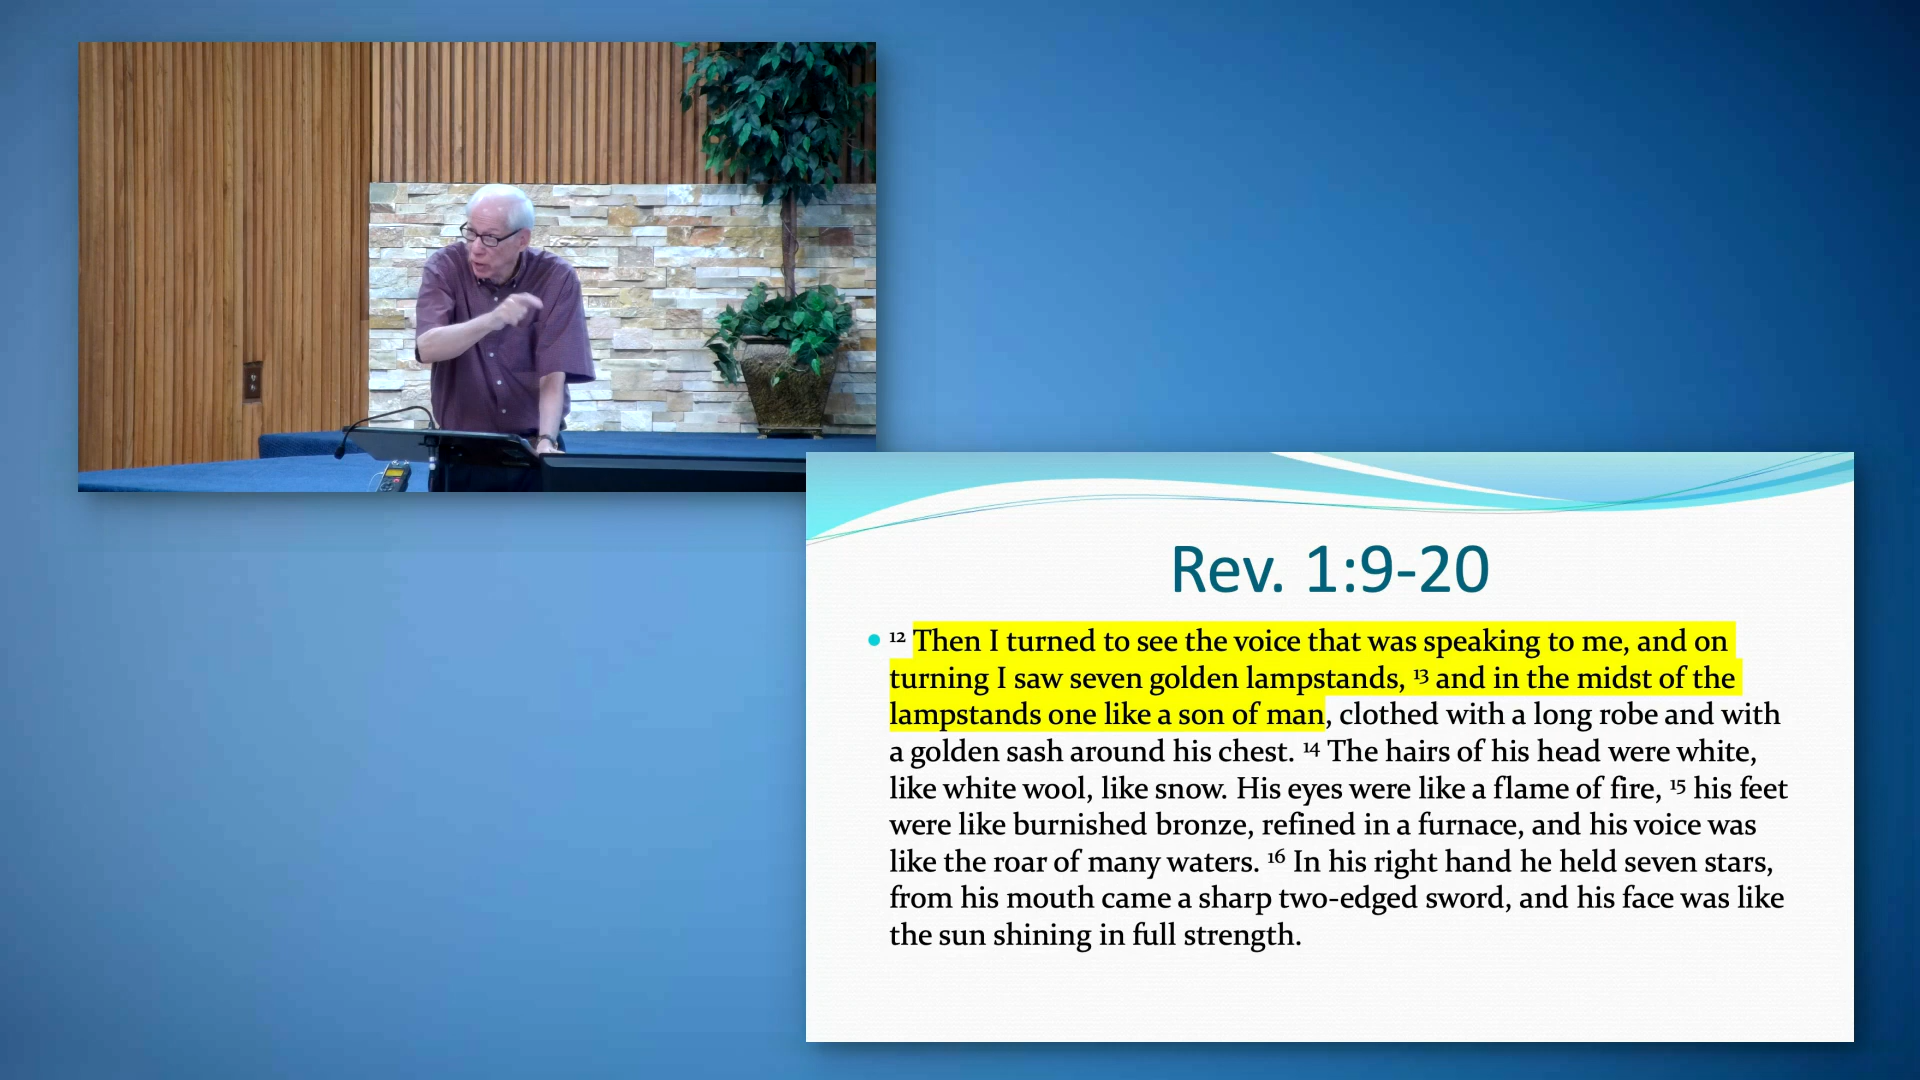 Rev. 1:9-20
• ¹² Then I turned to see the voice that was speaking to me, and on
turning I saw seven golden lampstands, ¹³ and in the midst of the
lampstands one like a son of man, clothed with a long robe and with
a golden sash around his chest. ¹⁴ The hairs of his head were white,
like white wool, like snow. His eyes were like a flame of fire, ¹⁵ his feet
were like burnished bronze, refined in a furnace, and his voice was
like the roar of many waters. ¹⁶ In his right hand he held seven stars,
from his mouth came a sharp two-edged sword, and his face was like
the sun shining in full strength.